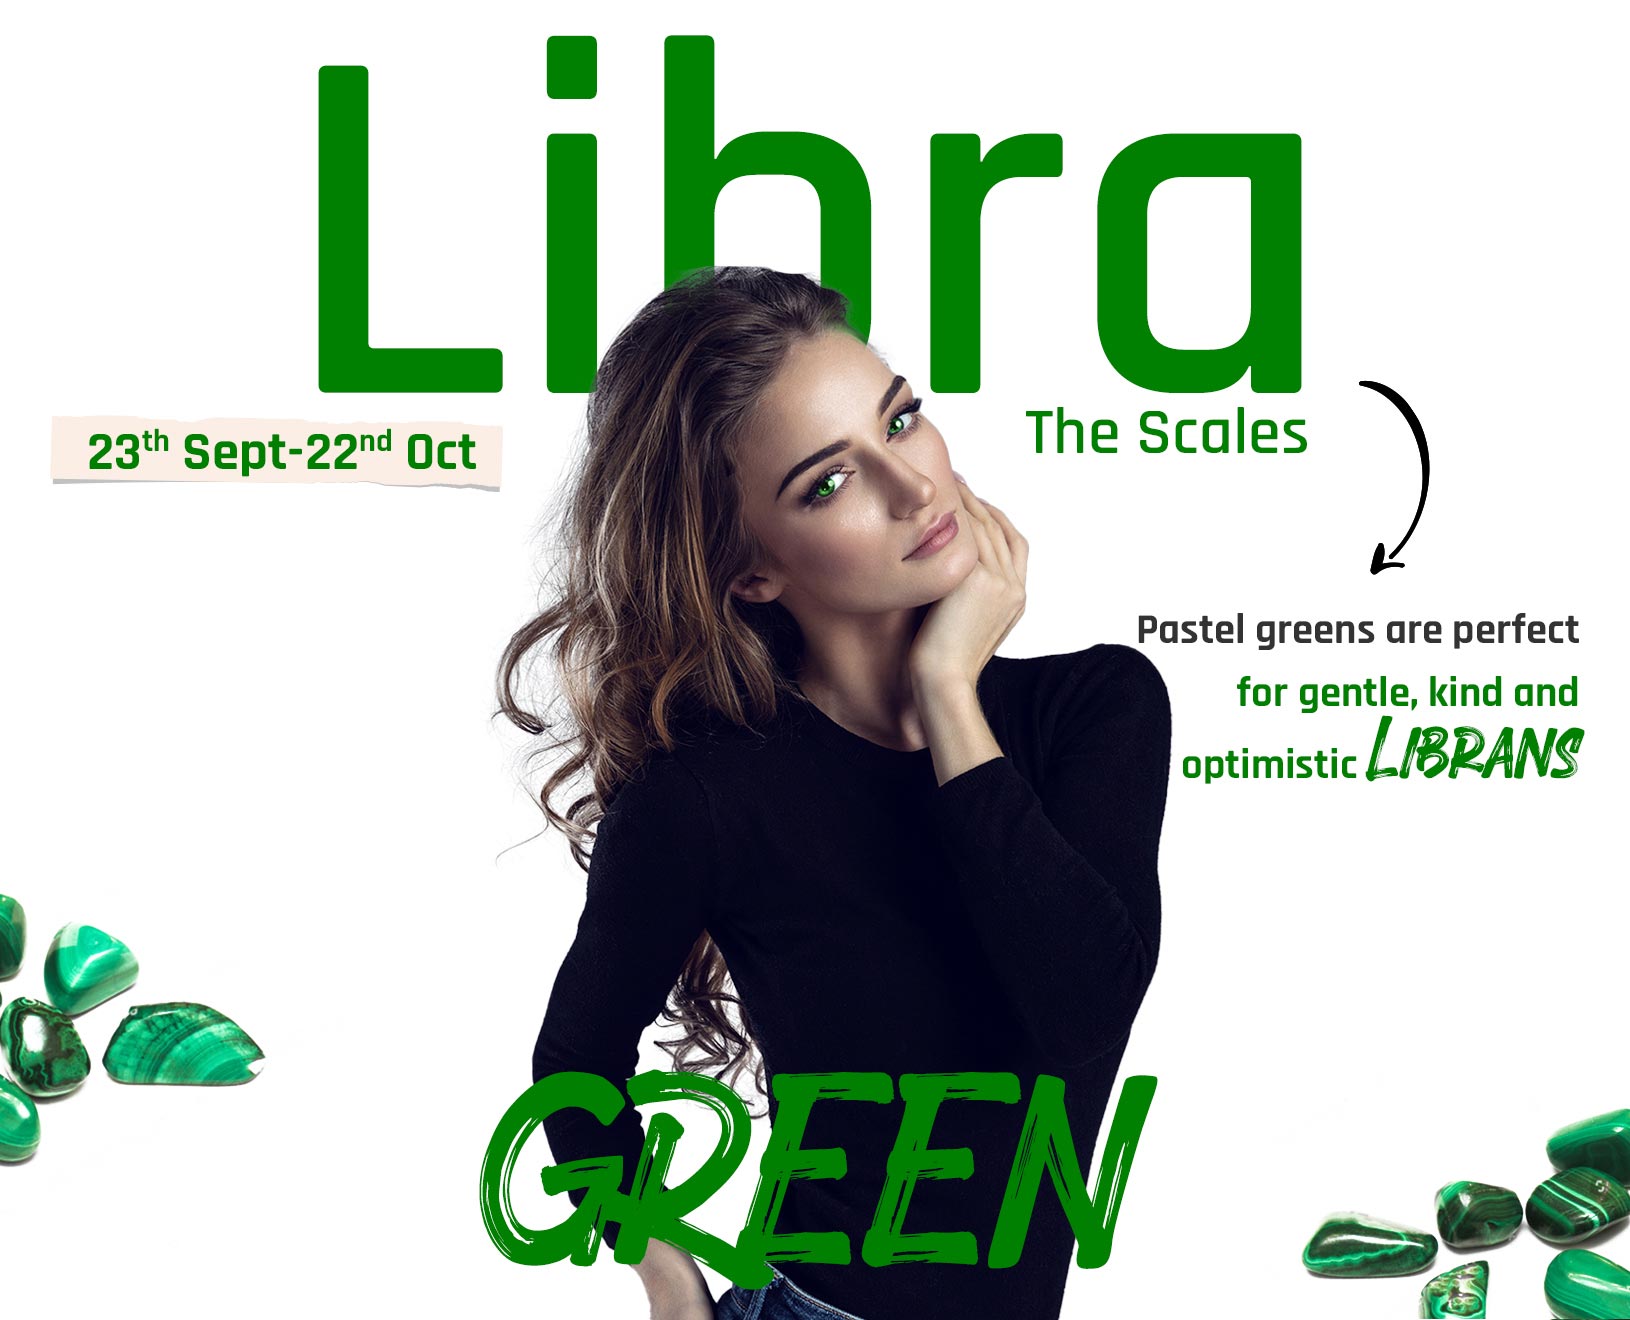 Libra
The Scales
23th Sept-22nd Oct
Pastel greens are perfect
for gentle, kind and
optimistic LIBRANS
GREEN